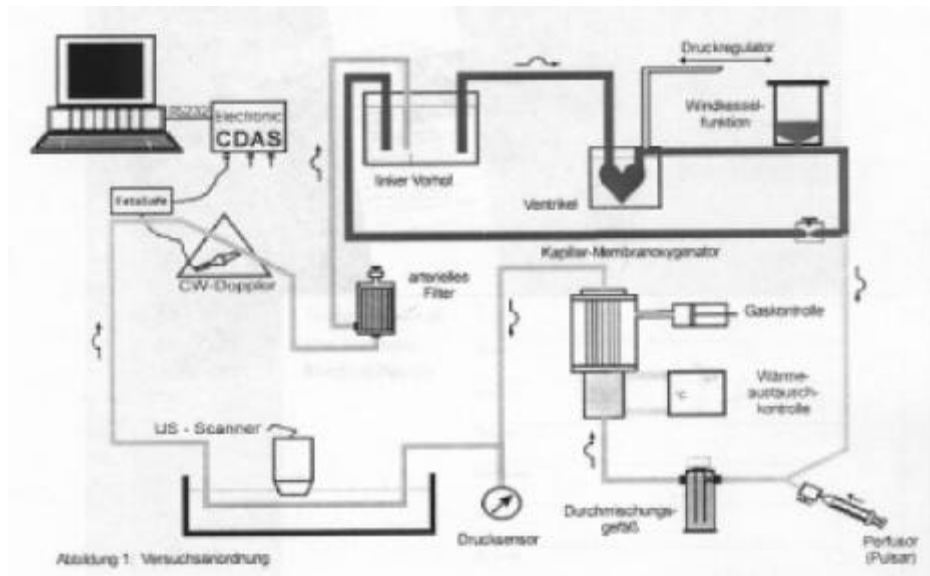 Druckregulator
Windkessel-
funktion
RS232
Electronic
CDAS
linker Vorhof
Ventrikel
CW-Doppler
arterielles
Filter
Kapillar-Membranoxygenator
Gaskontrolle
Wärme-
austausch-
kontrolle
°C
US - Scanner
Drucksensor
Durchmischungs-
gefäß
Perfusor
(Pulsar)
Abbildung 1: Versuchsanordnung